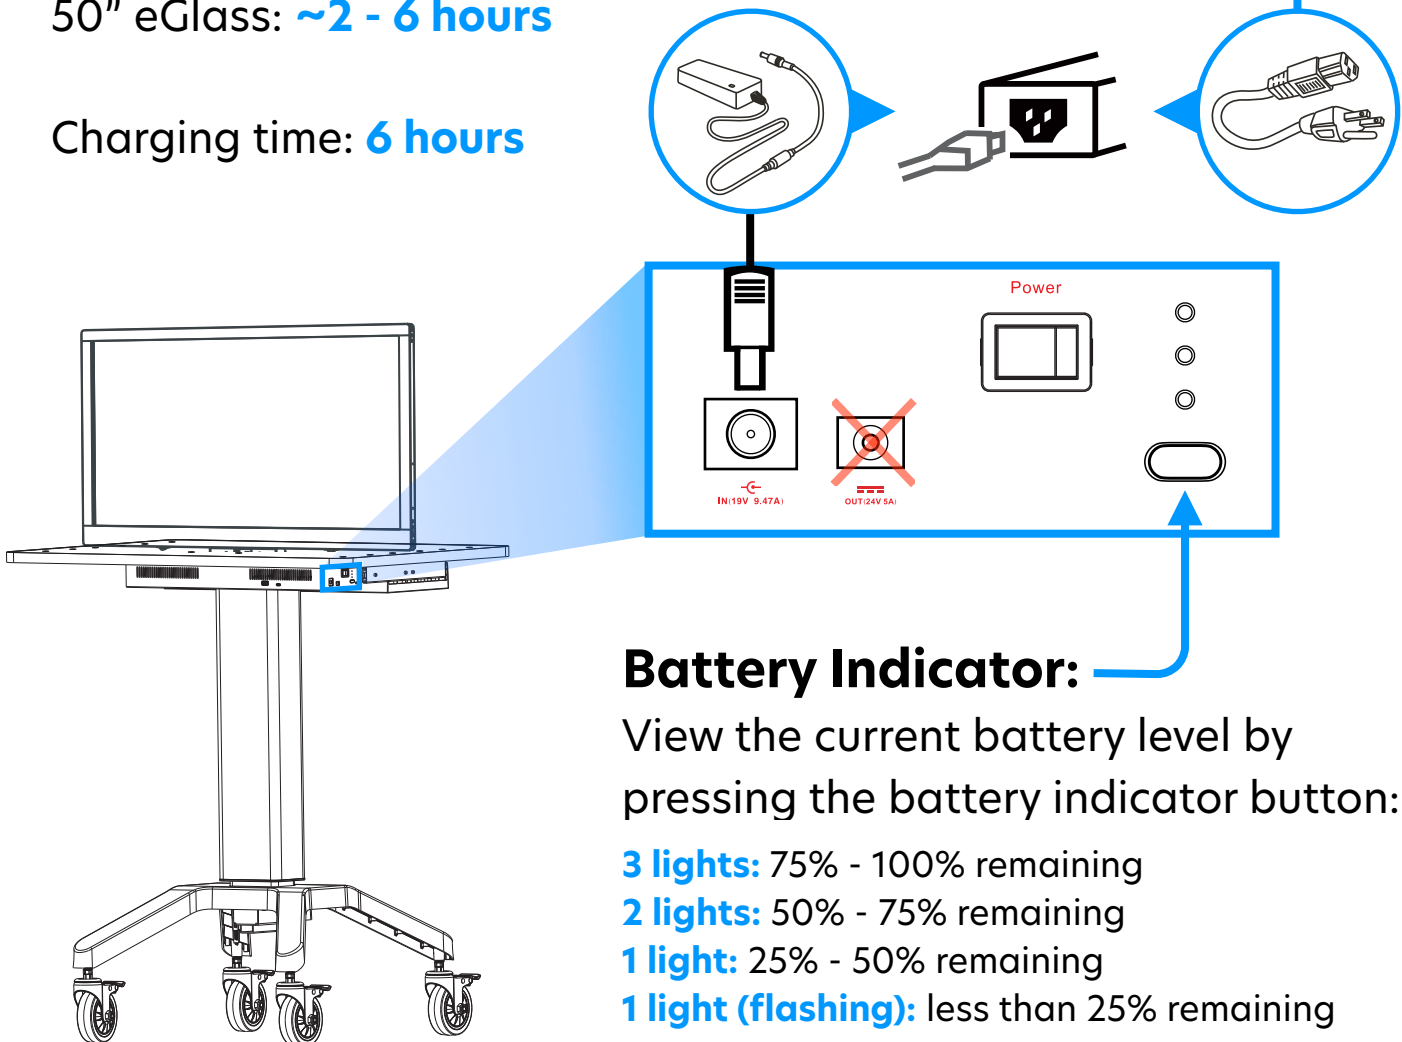 50” eGlass: ~2 - 6 hours
Charging time: 6 hours
Power
IN(19V 9.47A)
OUT(24V 5A)
Battery Indicator:
View the current battery level by
pressing the battery indicator button:
3 lights: 75% - 100% remaining
2 lights: 50% - 75% remaining
1 light: 25% - 50% remaining
1 light (flashing): less than 25% remaining